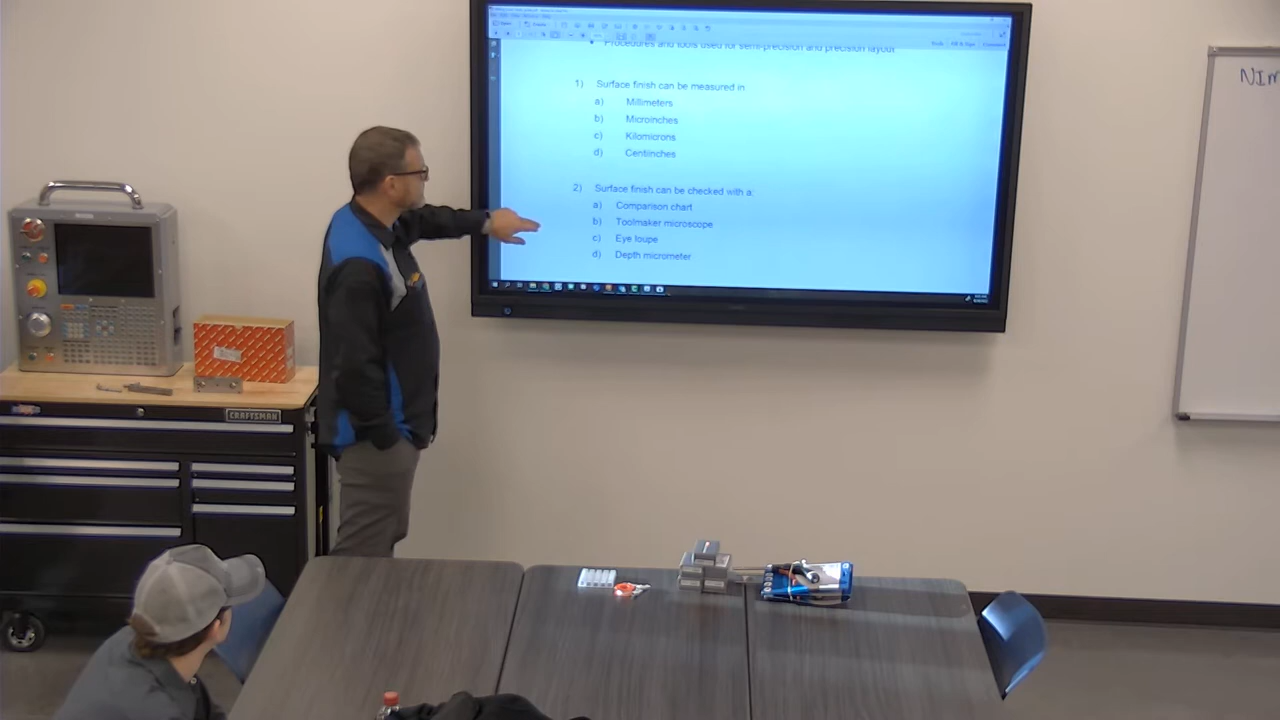 Procedures and tools used for semi-precision and precision layout
1) Surface finish can be measured in
a) Millimeters
b) Microinches
c) Kilomicrons
d) Centiinches
2) Surface finish can be checked with a:
a) Comparison chart
b) Toolmaker microscope
c) Eye loupe
d) Depth micrometer
NIM
CRAFTSMAN